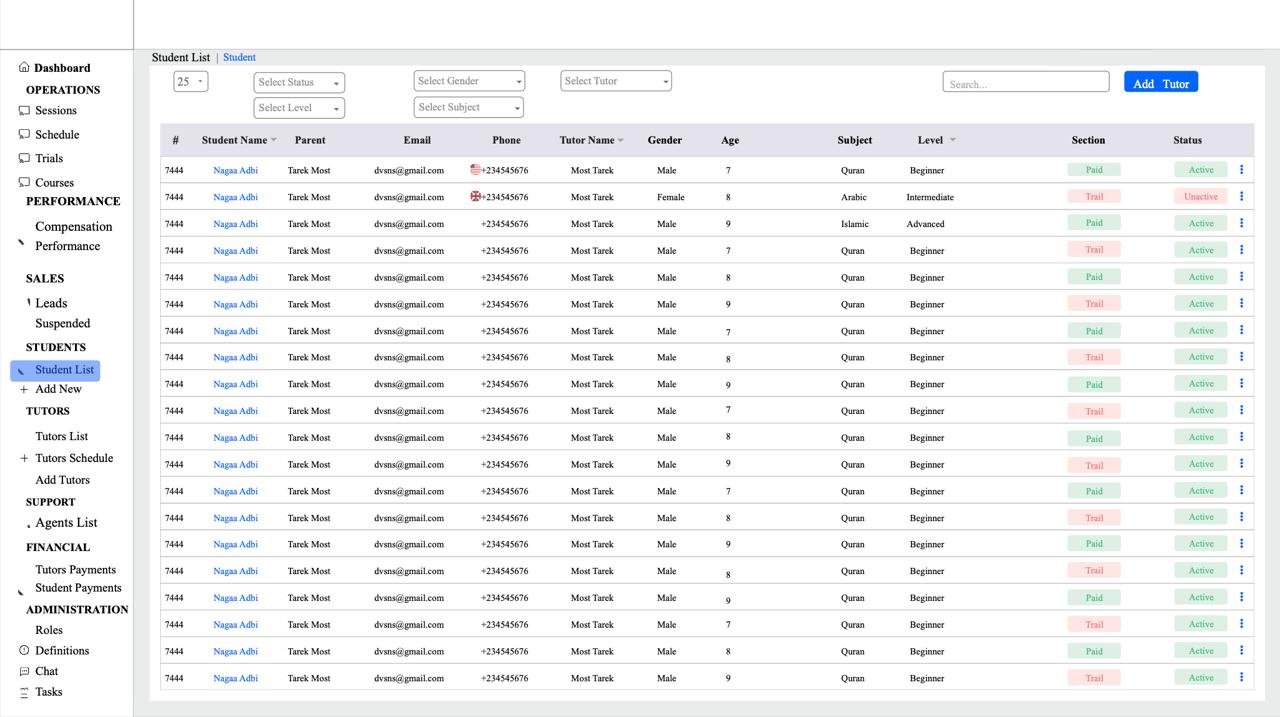 Dashboard
OPERATIONS
Sessions
Schedule
Trials
Courses
PERFORMANCE
Compensation
Performance
SALES
Leads
Suspended
STUDENTS
Student List
+ Add New
TUTORS
Tutors List
+ Tutors Schedule
Add Tutors
SUPPORT
Agents List
FINANCIAL
Tutors Payments
Student Payments
ADMINISTRATION
Roles
Definitions
Chat
Tasks
Student List | Student
25 Select Status Select Gender Select Tutor Search... Add Tutor
Select Level Select Subject
# Student Name Parent Email Phone Tutor Name Gender Age Subject Level Section Status
7444 Nagaa Adbi Tarek Most dvsns@gmail.com +234545676 Most Tarek Male 7 Quran Beginner Paid Active
7444 Nagaa Adbi Tarek Most dvsns@gmail.com +234545676 Most Tarek Female 8 Arabic Intermediate Trail Unactive
7444 Nagaa Adbi Tarek Most dvsns@gmail.com +234545676 Most Tarek Male 9 Islamic Advanced Paid Active
7444 Nagaa Adbi Tarek Most dvsns@gmail.com +234545676 Most Tarek Male 7 Quran Beginner Trail Active
7444 Nagaa Adbi Tarek Most dvsns@gmail.com +234545676 Most Tarek Male 8 Quran Beginner Paid Active
7444 Nagaa Adbi Tarek Most dvsns@gmail.com +234545676 Most Tarek Male 9 Quran Beginner Trail Active
7444 Nagaa Adbi Tarek Most dvsns@gmail.com +234545676 Most Tarek Male 7 Quran Beginner Paid Active
7444 Nagaa Adbi Tarek Most dvsns@gmail.com +234545676 Most Tarek Male 8 Quran Beginner Trail Active
7444 Nagaa Adbi Tarek Most dvsns@gmail.com +234545676 Most Tarek Male 9 Quran Beginner Paid Active
7444 Nagaa Adbi Tarek Most dvsns@gmail.com +234545676 Most Tarek Male 7 Quran Beginner Trail Active
7444 Nagaa Adbi Tarek Most dvsns@gmail.com +234545676 Most Tarek Male 8 Quran Beginner Paid Active
7444 Nagaa Adbi Tarek Most dvsns@gmail.com +234545676 Most Tarek Male 9 Quran Beginner Trail Active
7444 Nagaa Adbi Tarek Most dvsns@gmail.com +234545676 Most Tarek Male 7 Quran Beginner Paid Active
7444 Nagaa Adbi Tarek Most dvsns@gmail.com +234545676 Most Tarek Male 8 Quran Beginner Trail Active
7444 Nagaa Adbi Tarek Most dvsns@gmail.com +234545676 Most Tarek Male 9 Quran Beginner Paid Active
7444 Nagaa Adbi Tarek Most dvsns@gmail.com +234545676 Most Tarek Male 8 Quran Beginner Trail Active
7444 Nagaa Adbi Tarek Most dvsns@gmail.com +234545676 Most Tarek Male 9 Quran Beginner Paid Active
7444 Nagaa Adbi Tarek Most dvsns@gmail.com +234545676 Most Tarek Male 7 Quran Beginner Trail Active
7444 Nagaa Adbi Tarek Most dvsns@gmail.com +234545676 Most Tarek Male 8 Quran Beginner Paid Active
7444 Nagaa Adbi Tarek Most dvsns@gmail.com +234545676 Most Tarek Male 9 Quran Beginner Trail Active